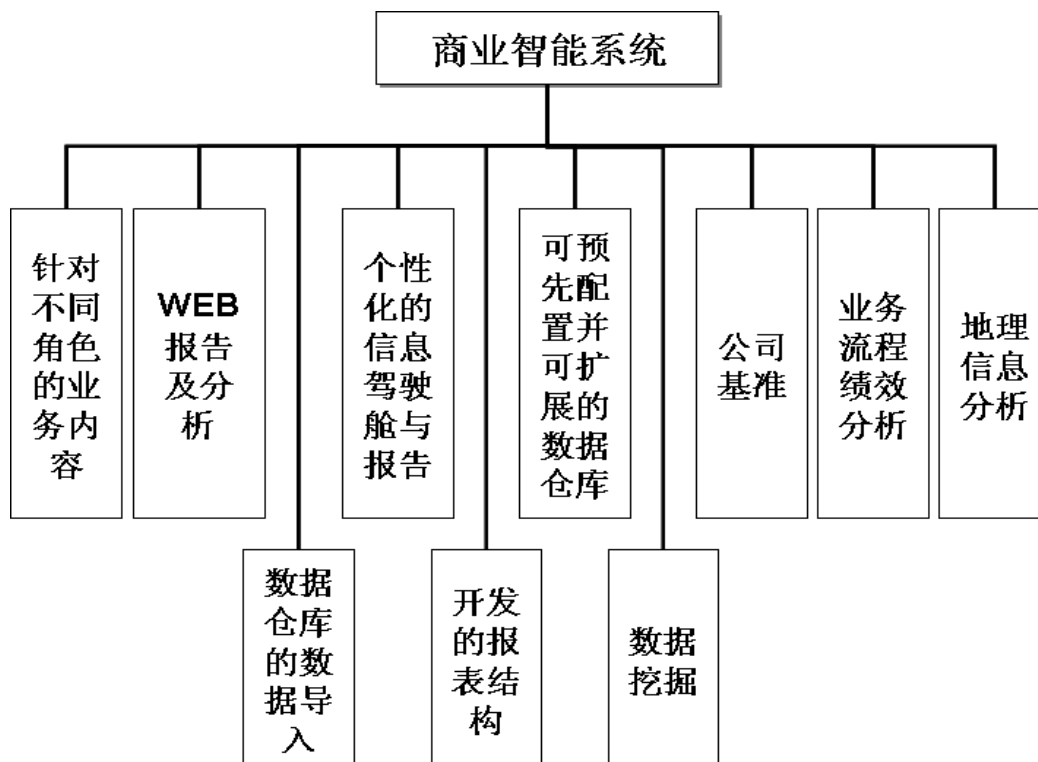 商业智能系统
针对
不同
角色
的业
务内
容
WEB
报告
及分
析
个性
化的
信息
驾驶
舱与
报告
可预
先配
置并
可扩
展的
数据
仓库
公司
基准
业务
流程
绩效
分析
地理
信息
分析
数据
仓库
的数
据导
入
开发
的报
表结
构
数据
挖掘